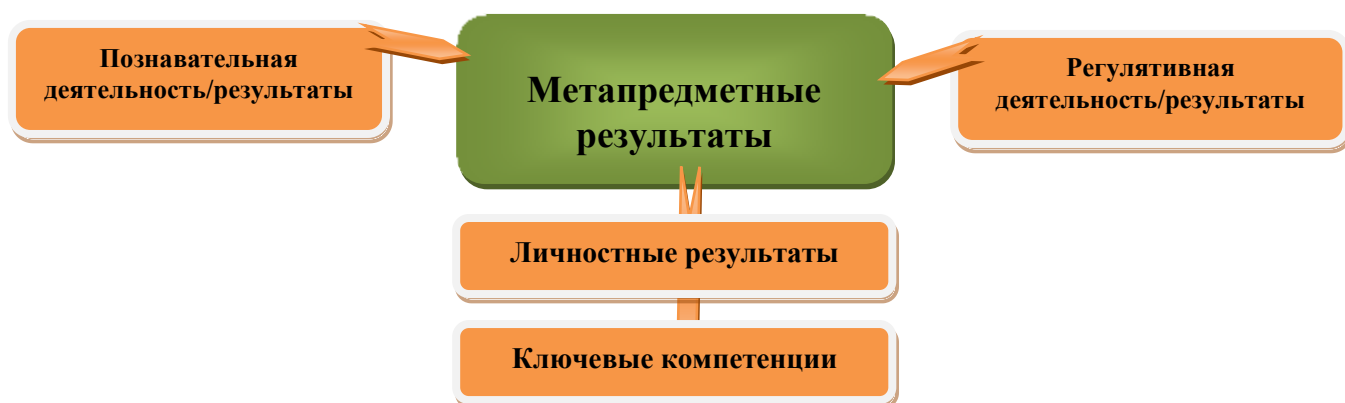 Познавательная
деятельность/результаты
Метапредметные
результаты
Регулятивная
деятельность/результаты
Личностные результаты
Ключевые компетенции